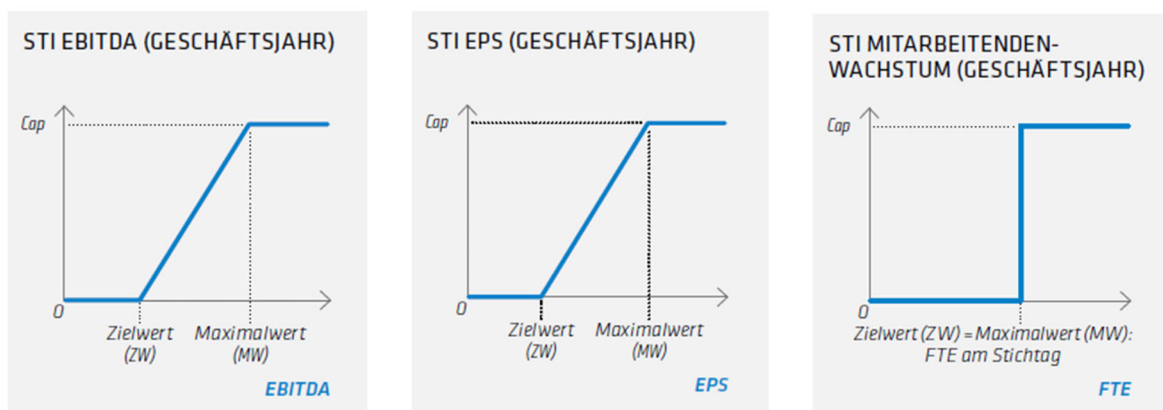 STI EBITDA (GESCHÄFTSJAHR)
Cap
0
Zielwert
(ZW)
Maximalwert
(MW)
EBITDA
STI EPS (GESCHÄFTSJAHR)
Cap
0
Zielwert
(ZW)
Maximalwert
(MW)
EPS
STI MITARBEITENDEN-
WACHSTUM (GESCHÄFTSJAHR)
Cap
0
Zielwert (ZW) = Maximalwert (MW):
FTE am Stichtag
FTE